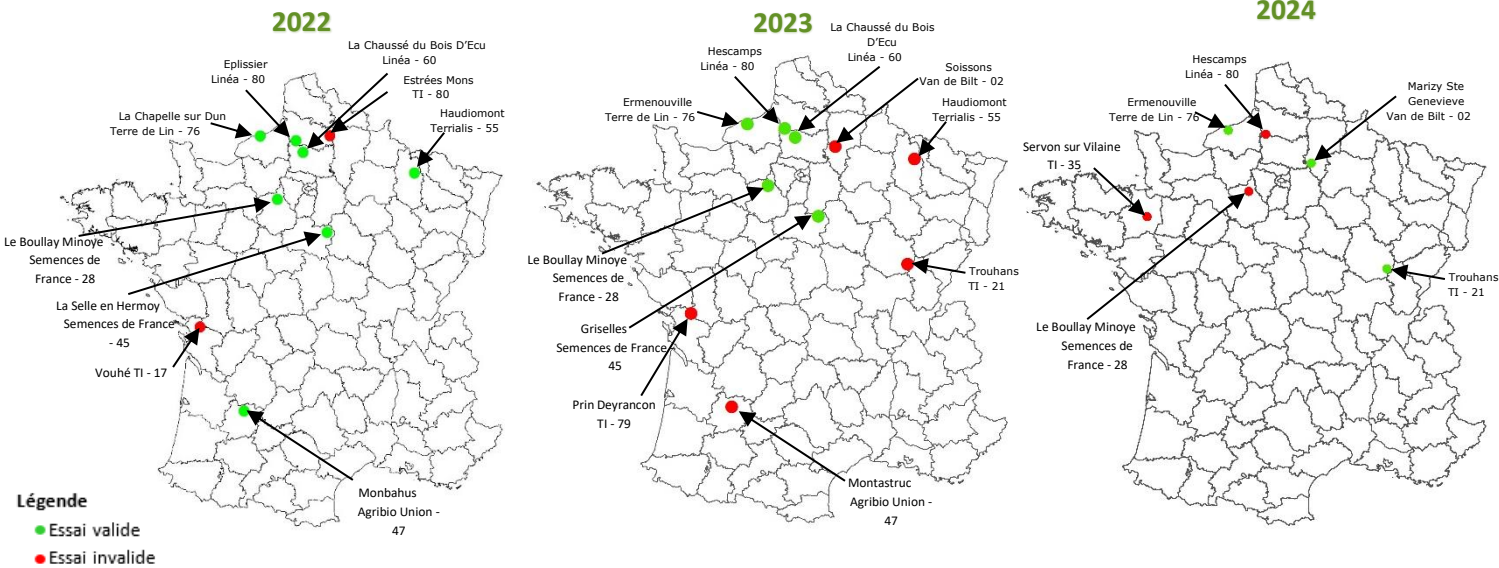 2022
La Chaussé du Bois D'Ecu
Linéa - 60
Eplissier
Linéa - 80
Estrées Mons
TI - 80
La Chapelle sur Dun
Terre de Lin - 76
Haudiomont
Terrialis - 55
Le Boullay Minoye
Semences de
France - 28
La Selle en Hermoy
Semences de France
- 45
Vouhé TI - 17
Monbahus
Agribio Union -
47
Légende
Essai valide
Essai invalide
2023
La Chaussé du Bois
D'Ecu
Linéa - 60
Hescamps
Linéa - 80
Soissons
Van de Bilt - 02
Ermenouville
Terre de Lin - 76
Haudiomont
Terrialis - 55
Le Boullay Minoye
Semences de
France - 28
Trouhans
TI - 21
Griselles
Semences de France
45
Prin Deyrancon
TI - 79
Montastruc
Agribio Union -
47
2024
Hescamps
Linéa - 80
Marizy Ste
Genevieve
Van de Bilt - 02
Ermenouville
Terre de Lin - 76
Servon sur Vilaine
TI - 35
Trouhans
TI - 21
Le Boullay Minoye
Semences de
France - 28